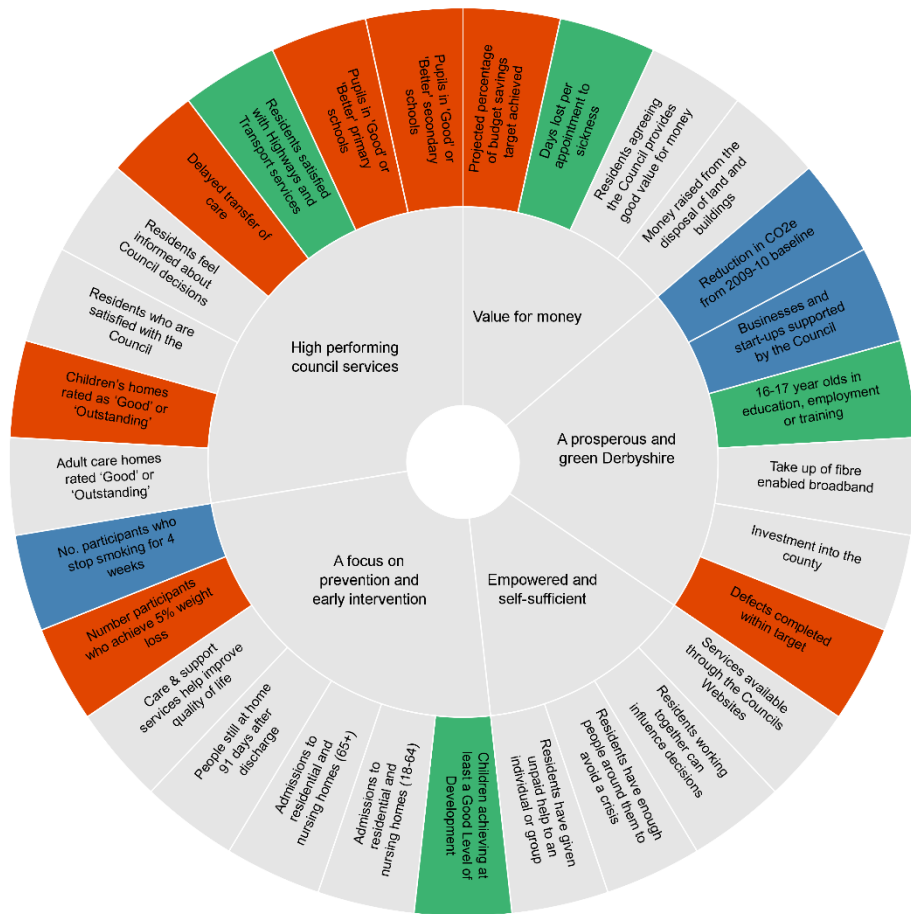 Value for money
A prosperous and
green Derbyshire
Empowered and
self-sufficient
A focus on
prevention and
early intervention
High performing
council services
Projected percentage
of budget savings
target achieved
Days lost per
appointment to
sickness
Residents agreeing
the Council provides
good value for money
Money raised from the
disposal of land and
buildings
Reduction in CO2e
from 2009-10 baseline
Businesses and
start-ups supported
by the Council
16-17 year olds in
education, employment
or training
Take up of fibre
enabled broadband
Investment into the
county
Defects completed
within target
Services available
through the Councils
Websites
Residents working
together can
influence decisions
Residents have enough
people around them to
avoid a crisis
Residents have given
unpaid help to an
individual or group
Children achieving at
least a Good Level of
Development
Admissions to
residential and
nursing homes (18-64)
Admissions to
residential and
nursing homes (65+)
People still at home
91 days after
discharge
Care & support
services help improve
quality of life
Number participants
who achieve 5% weight
loss
No. participants who
stop smoking for 4
weeks
Adult care homes
rated ‘Good’ or
‘Outstanding’
Children’s homes
rated as ‘Good’ or
‘Outstanding’
Residents who are
satisfied with the
Council
Residents feel
informed about
Council decisions
Delayed transfer of
care
Residents satisfied
with Highways and
Transport services
Pupils in 'Good' or
'Better' primary
schools
Pupils in 'Good' or
'Better' secondary
schools